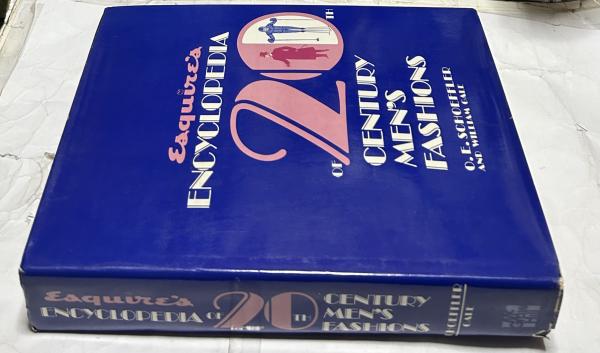 Esquire's
ENCYCLOPEDIA
OF 20TH
CENTURY
MEN'S
FASHIONS
O.E. SCHOEFFLER
AND WILLIAM GALE
Esquire's
ENCYCLOPEDIA OF 20TH
CENTURY
MEN'S
FASHIONS
SCHOEFFLER
GALE